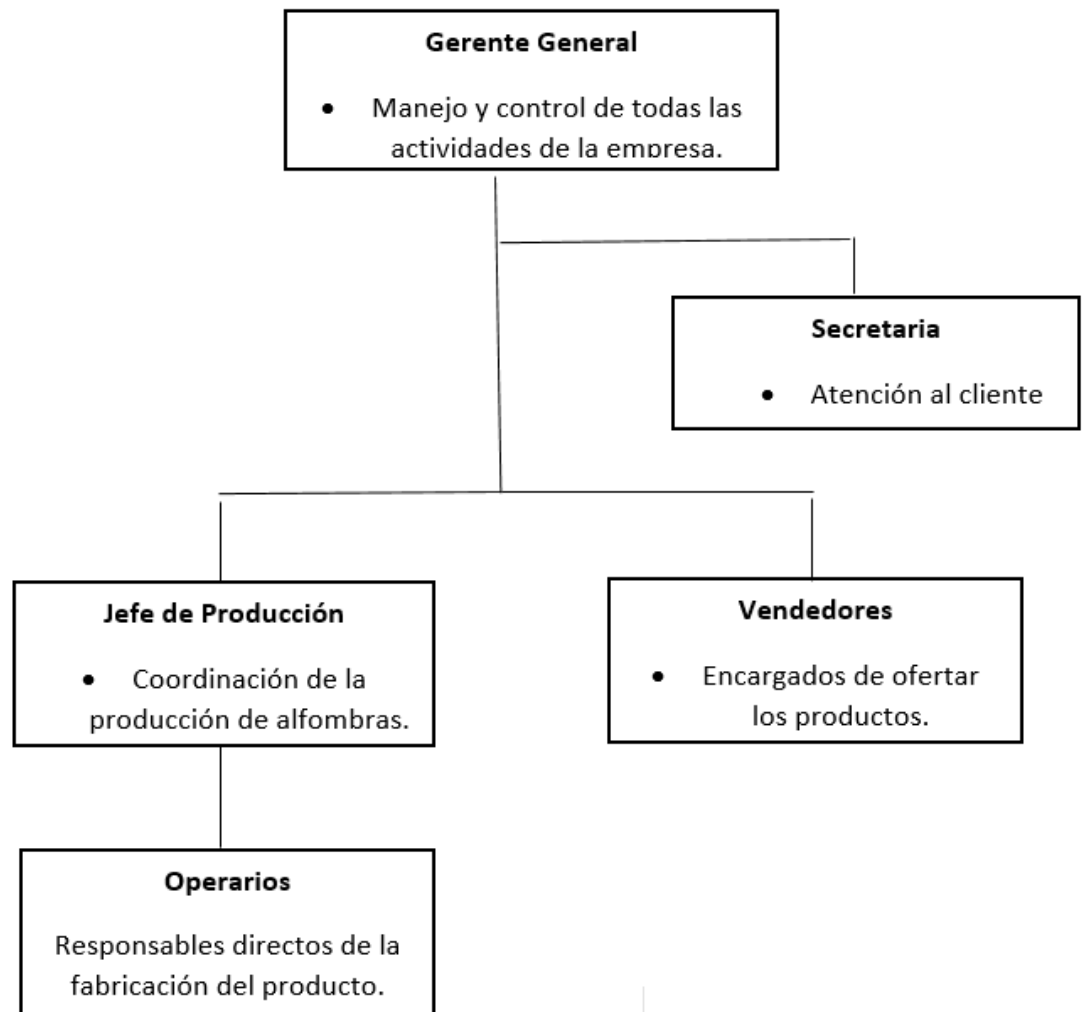 Gerente General
• Manejo y control de todas las
actividades de la empresa.
Secretaria
• Atención al cliente
Jefe de Producción
• Coordinación de la
producción de alfombras.
Vendedores
• Encargados de ofertar
los productos.
Operarios
Responsables directos de la
fabricación del producto.